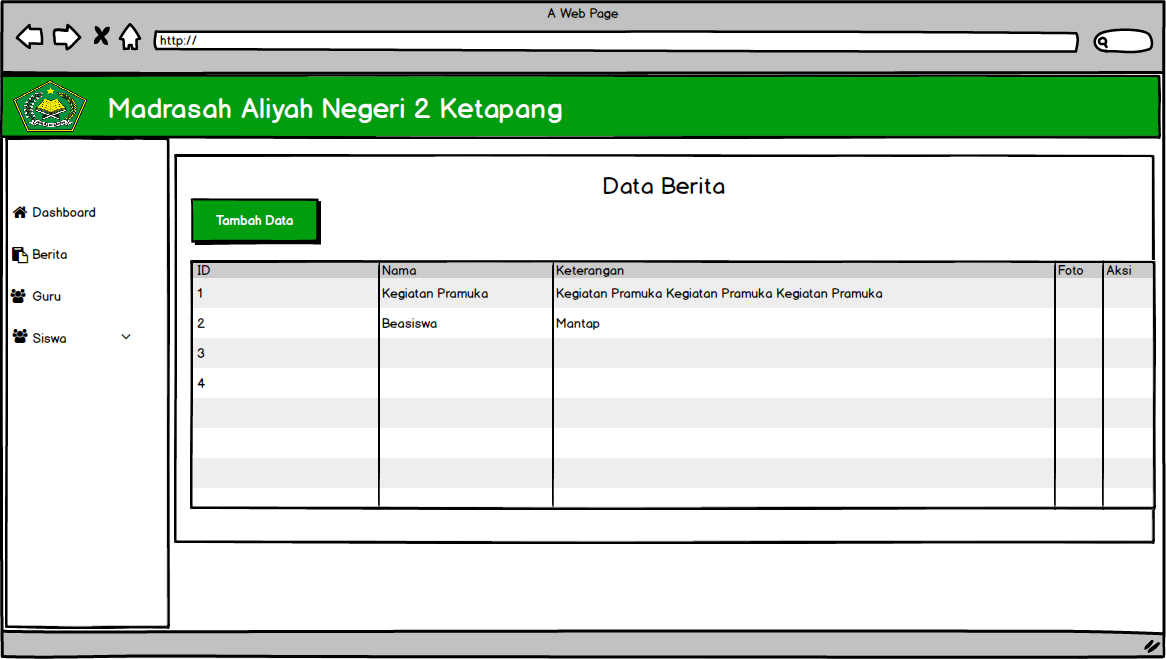 A Web Page
http://
Madrasah Aliyah Negeri 2 Ketapang
Dashboard
Berita
Guru
Siswa
Data Berita
Tambah Data
ID Nama Keterangan Foto Aksi
1 Kegiatan Pramuka Kegiatan Pramuka Kegiatan Pramuka Kegiatan Pramuka
2 Beasiswa Mantap
3
4